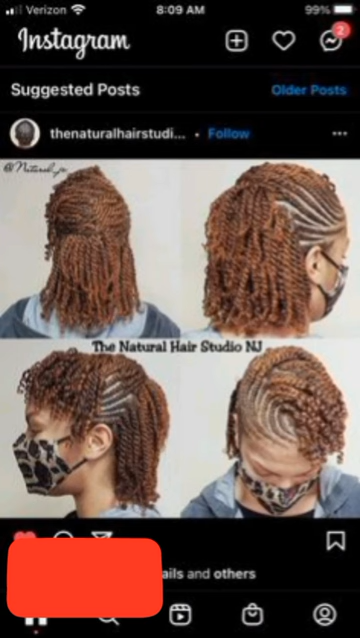 Verizon 8:09 AM 99%
Instagram
2
Suggested Posts Older Posts
thenaturalhairstudi... • Follow
The Natural Hair Studio NJ
ails and others